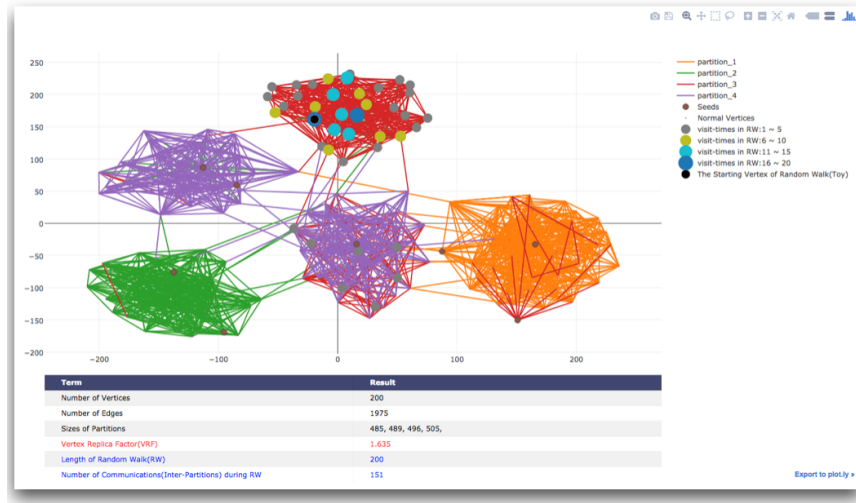 partition_1
partition_2
partition_3
partition_4
Seeds
Normal Vertices
visit-times in RW:1 ~ 5
visit-times in RW:6 ~ 10
visit-times in RW:11 ~ 15
visit-times in RW:16 ~ 20
The Starting Vertex of Random Walk(Toy)
250
200
150
100
50
0
−50
−100
−150
−200
−200 −100 0 100 200
Term Result
Number of Vertices 200
Number of Edges 1975
Sizes of Partitions 485, 489, 496, 505,
Vertex Replica Factor(VRF) 1.635
Length of Random Walk(RW) 200
Number of Communications(Inter-Partitions) during RW 151
Export to plot.ly »